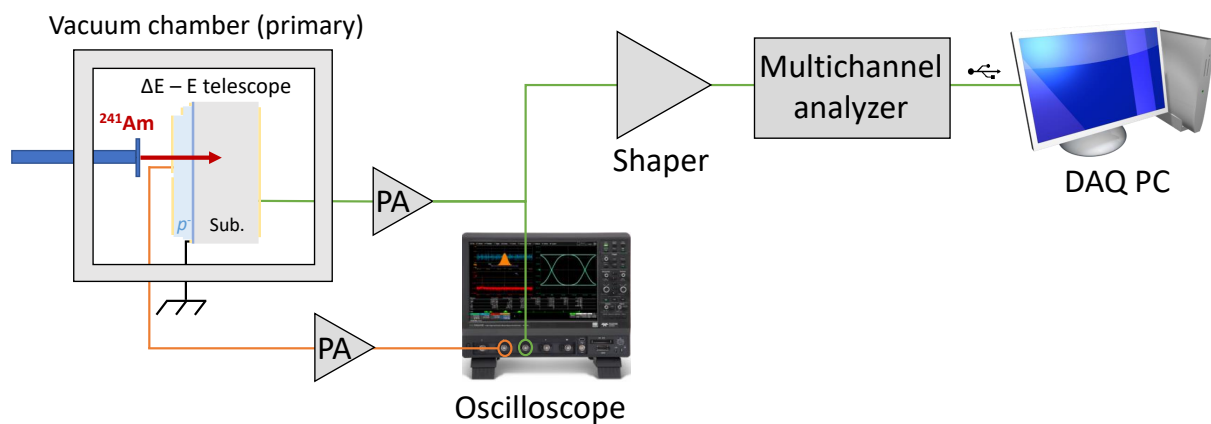 Vacuum chamber (primary)
ΔE – E telescope
²⁴¹Am
p⁻
Sub.
PA
PA
Shaper
Multichannel
analyzer
DAQ PC
Oscilloscope